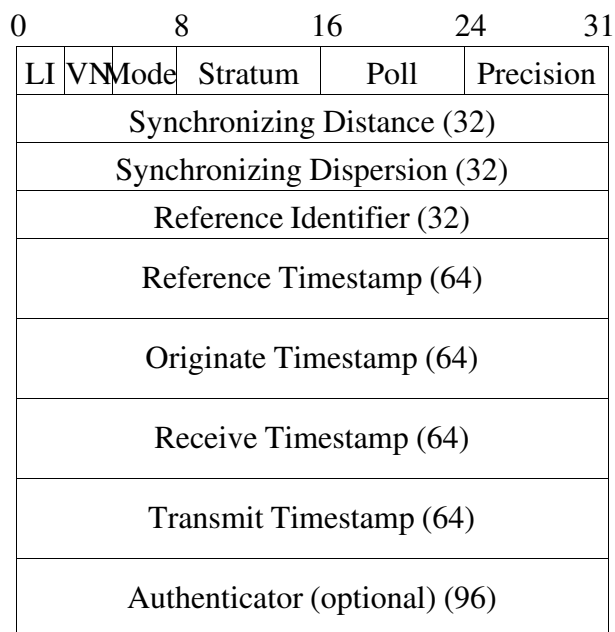 0 8 16 24 31
LI VN Mode Stratum Poll Precision
Synchronizing Distance (32)
Synchronizing Dispersion (32)
Reference Identifier (32)
Reference Timestamp (64)
Originate Timestamp (64)
Receive Timestamp (64)
Transmit Timestamp (64)
Authenticator (optional) (96)